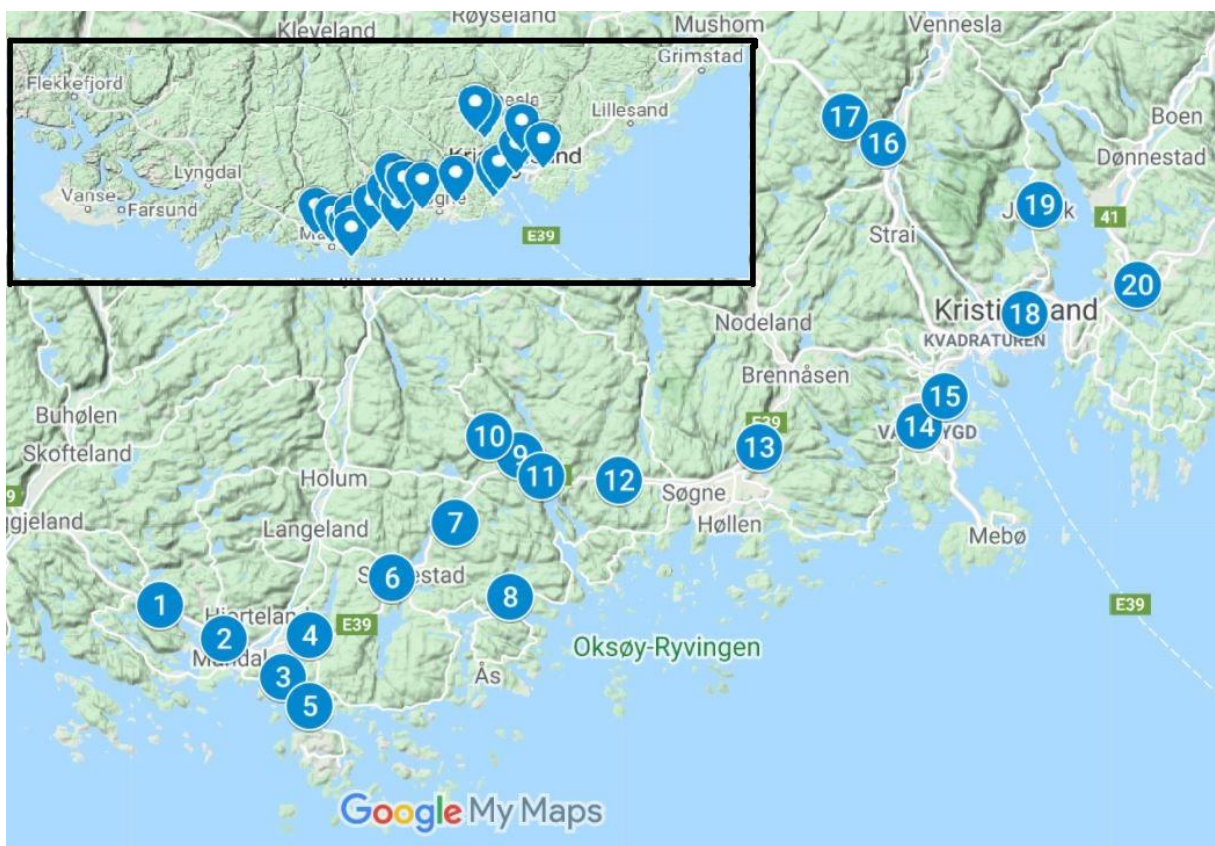 Røyseland
Mushom
Vennesla
Kleveland
Grimstad
Flekkefjord
Lillesand
Boen
Lyngdal
Vanse
Farsund
E39
Dønnestad
41
Strai
Nodeland
KVADRATUREN
Brennåsen
Buhølen
E39
Skofteland
Holum
Søgne
Høllen
Langeland
Mebø
E39
E39
Oksøy-Ryvingen
Ås
17
16
19
20
18
15
14
10
9
11
12
13
7
6
8
1
2
4
3
5
Google My Maps